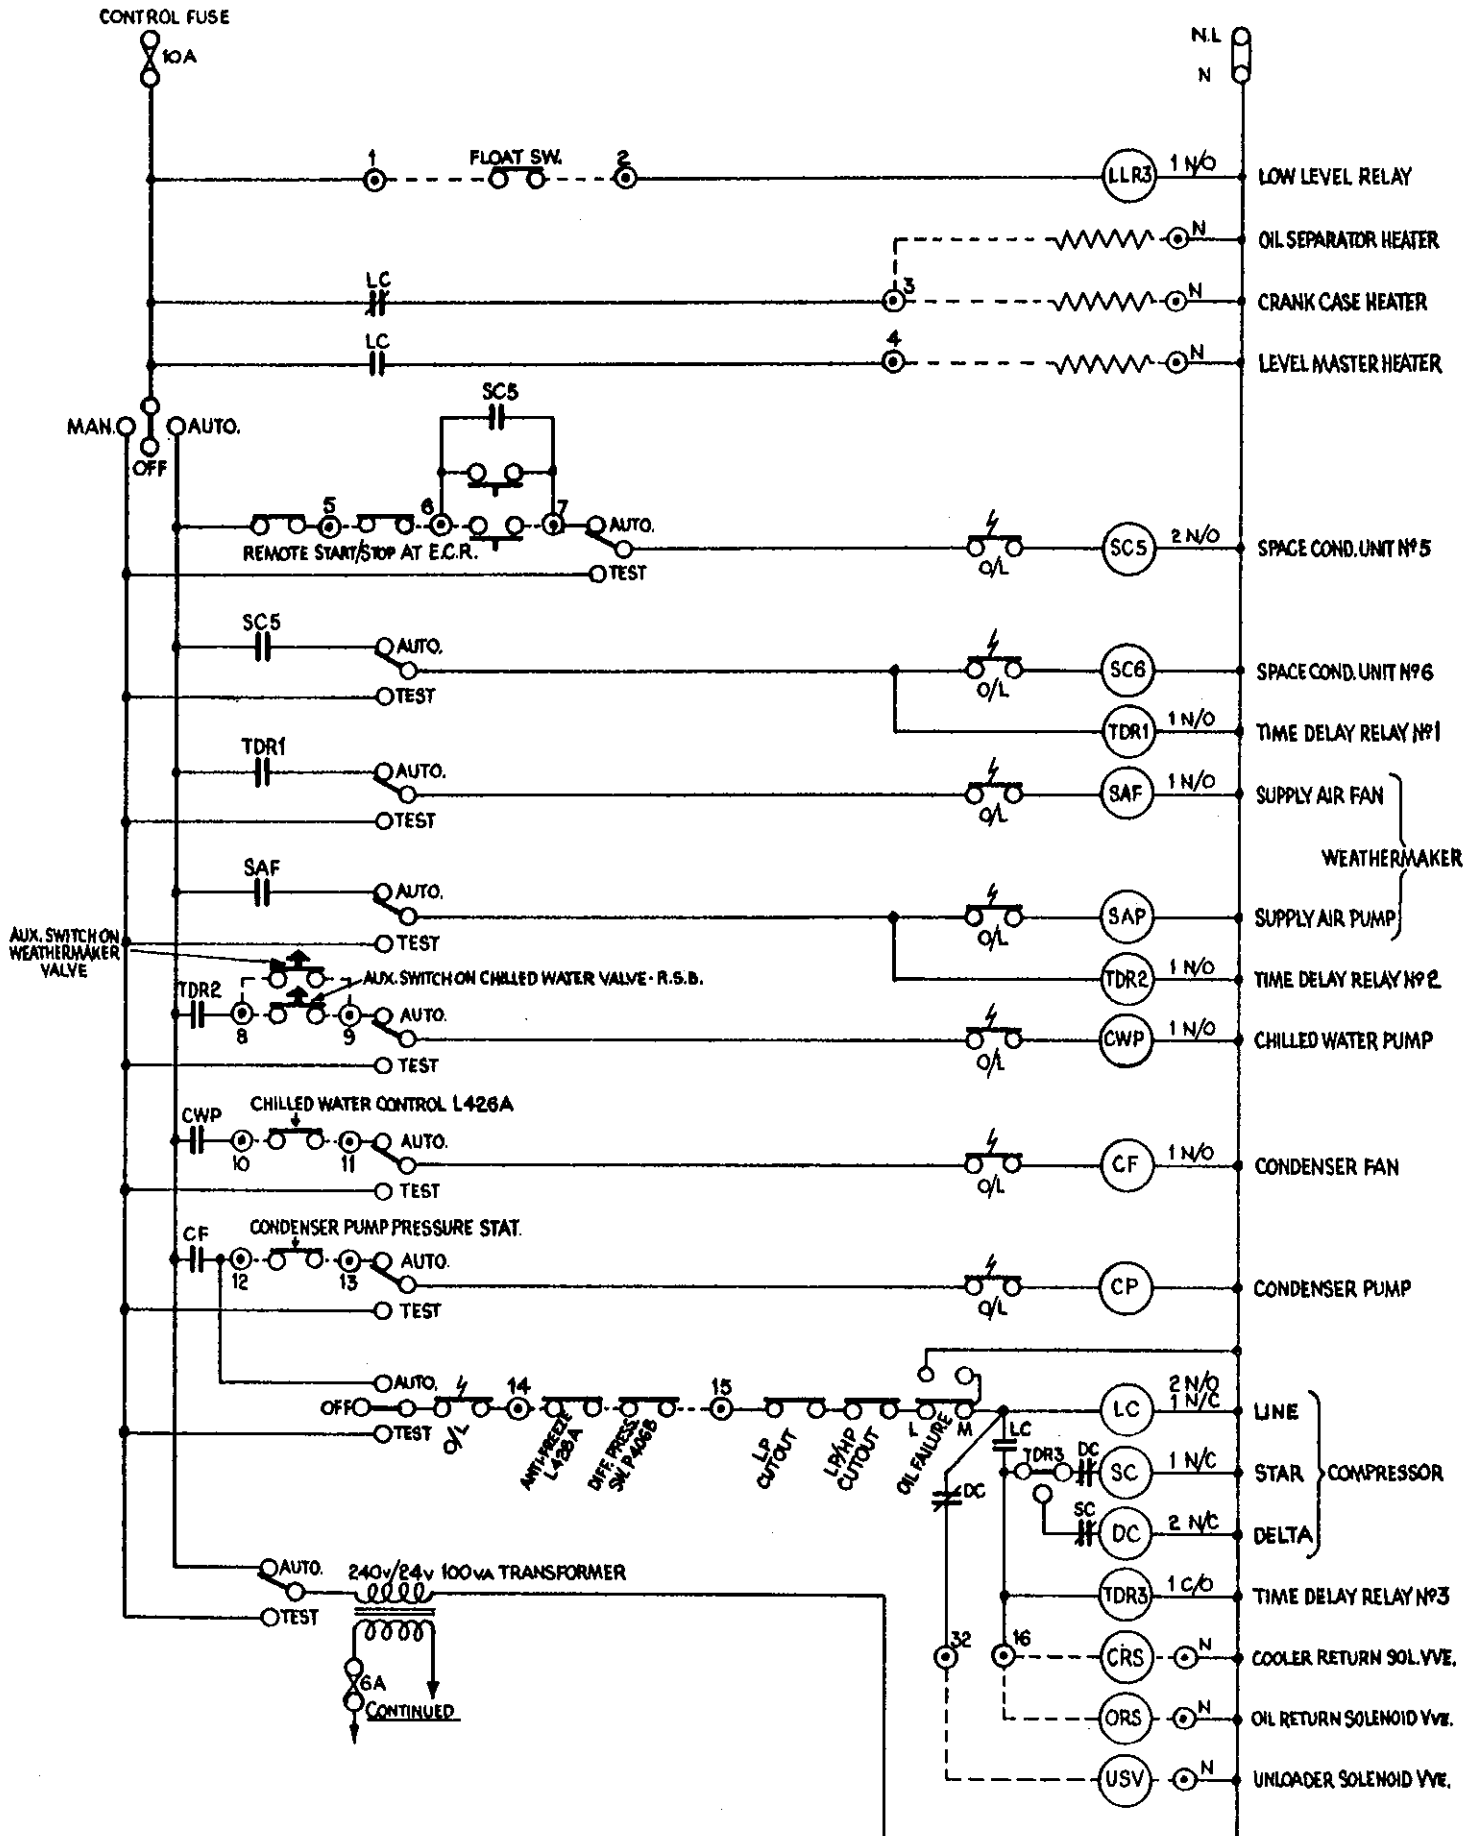 CONTROL FUSE
10A
N.L
N
1
FLOAT SW.
2
LLR3
1 N/O
LOW LEVEL RELAY
N
OIL SEPARATOR HEATER
LC
3
N
CRANK CASE HEATER
LC
4
N
LEVEL MASTER HEATER
SC5
MAN.
AUTO.
OFF
5
6
7
AUTO.
REMOTE START/STOP AT E.C.R.
TEST
O/L
SC5
2 N/O
SPACE COND. UNIT Nº5
SC5
AUTO.
TEST
O/L
SC6
SPACE COND. UNIT Nº6
TDR1
1 N/O
TIME DELAY RELAY Nº1
TDR1
AUTO.
TEST
O/L
SAF
1 N/O
SUPPLY AIR FAN
WEATHERMAKER
SAF
AUTO.
TEST
O/L
SAP
SUPPLY AIR PUMP
AUX. SWITCH ON
WEATHERMAKER
VALVE
AUX. SWITCH ON CHILLED WATER VALVE - R.S.B.
TDR2
1 N/O
TIME DELAY RELAY Nº2
TDR2
8
9
AUTO.
TEST
O/L
CWP
1 N/O
CHILLED WATER PUMP
CWP
CHILLED WATER CONTROL L426A
10
11
AUTO.
TEST
O/L
CF
1 N/O
CONDENSER FAN
CF
CONDENSER PUMP PRESSURE STAT.
12
13
AUTO.
TEST
O/L
CP
CONDENSER PUMP
AUTO.
OFF
TEST
O/L
14
ANTI-FREEZE
L428A
DIFF. PRESS.
SW. P406B
15
LP
CUTOUT
LP/HP
CUTOUT
OIL FAILURE
L
M
LC
2 N/O
1 N/C
LINE
LC
TDR3
DC
SC
1 N/C
STAR
COMPRESSOR
DC
SC
DC
2 N/C
DELTA
AUTO.
240V/24V 100VA TRANSFORMER
TEST
TDR3
1 C/O
TIME DELAY RELAY Nº3
32
16
CRS
N
COOLER RETURN SOL. VVE.
6A
CONTINUED
ORS
N
OIL RETURN SOLENOID VVE.
USV
N
UNLOADER SOLENOID VVE.